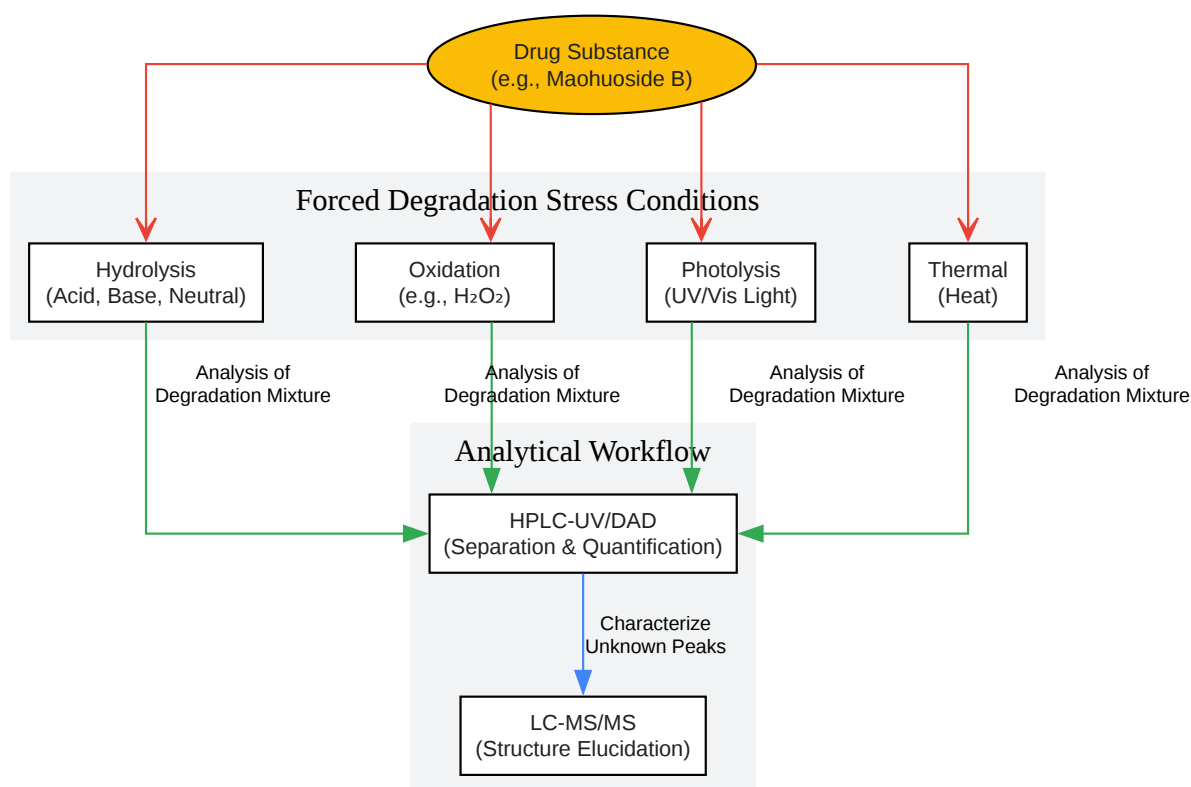 Drug Substance
(e.g., Maohuoside B)
Forced Degradation Stress Conditions
Hydrolysis
(Acid, Base, Neutral)
Oxidation
(e.g., H₂O₂)
Photolysis
(UV/Vis Light)
Thermal
(Heat)
Analysis of
Degradation Mixture
Analysis of
Degradation Mixture
Analysis of
Degradation Mixture
Analysis of
Degradation Mixture
Analytical Workflow
HPLC-UV/DAD
(Separation & Quantification)
Characterize
Unknown Peaks
LC-MS/MS
(Structure Elucidation)